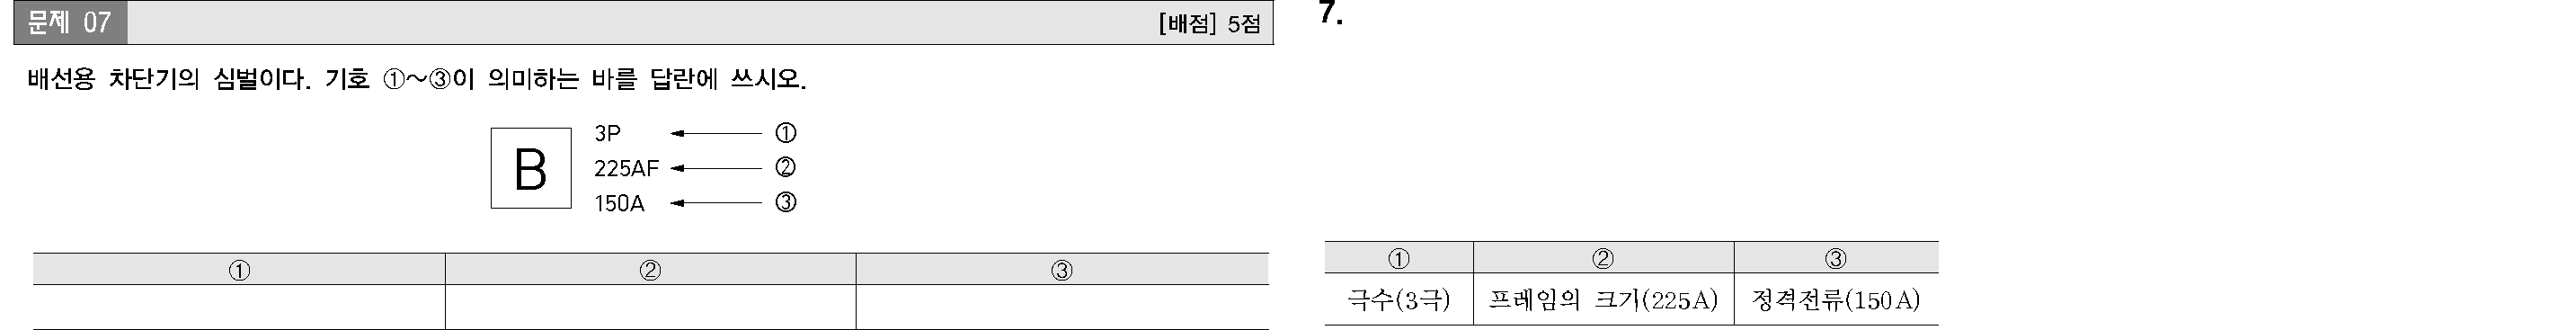 문제 07
[배점] 5점
배선용 차단기의 심벌이다. 기호 ①~③이 의미하는 바를 답란에 쓰시오.
B
3P ①
225AF ②
150A ③
① ② ③
7.
① ② ③
극수(3극) 프레임의 크기(225A) 정격전류(150A)